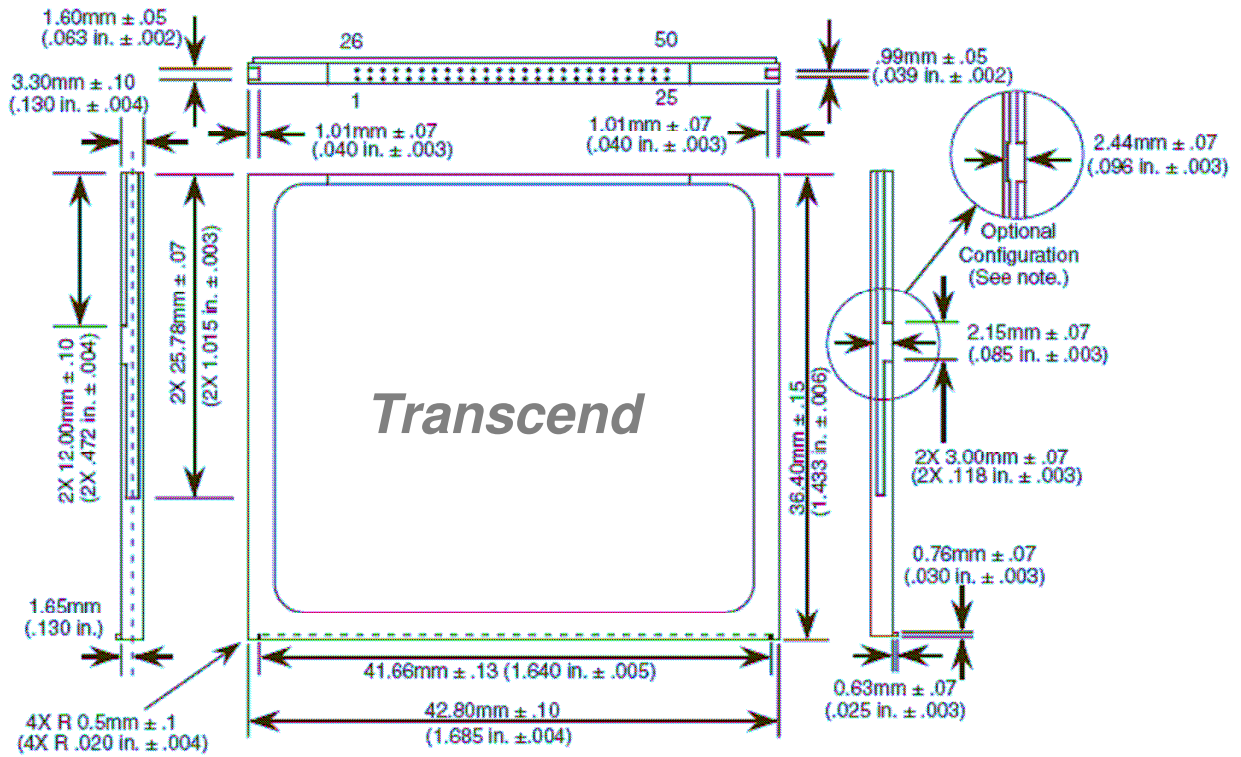 1.60mm ± .05
(.063 in. ± .002)
26
50
.99mm ± .05
(.039 in. ± .002)
3.30mm ± .10
(.130 in. ± .004)
1
25
1.01mm ± .07
(.040 in. ± .003)
1.01mm ± .07
(.040 in. ± .003)
2.44mm ± .07
(.096 in. ± .003)
Optional
Configuration
(See note.)
2X 12.00mm ± .10
(2X .472 in. ± .004)
2X 25.78mm ± .07
(2X 1.015 in. ± .003)
Transcend
36.40mm ± .15
(1.433 in. ± .006)
2.15mm ± .07
(.085 in. ± .003)
2X 3.00mm ± .07
(2X .118 in. ± .003)
0.76mm ± .07
(.030 in. ± .003)
1.65mm
(.130 in.)
41.66mm ± .13 (1.640 in. ± .005)
0.63mm ± .07
(.025 in. ± .003)
4X R 0.5mm ± .1
(4X R .020 in. ± .004)
42.80mm ± .10
(1.685 in. ±.004)